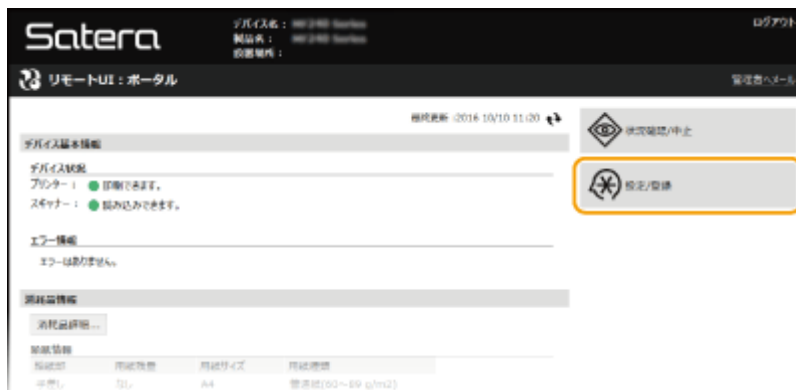 Satera
デバイス名 :
製品名 :
設置場所 :
ログアウト
リモートUI : ポータル
管理者へメール
最終更新 :2016 10/10 11:20
デバイス基本情報
デバイス状況
プリンター : 印刷できます。
スキャナー : 読み込みできます。
エラー情報
エラーはありません。
消耗品情報
消耗品詳細...
給紙情報
給紙部 用紙残量 用紙サイズ 用紙種類
手差し なし A4 普通紙(60～89 g/m2)
状況確認/中止
設定/登録